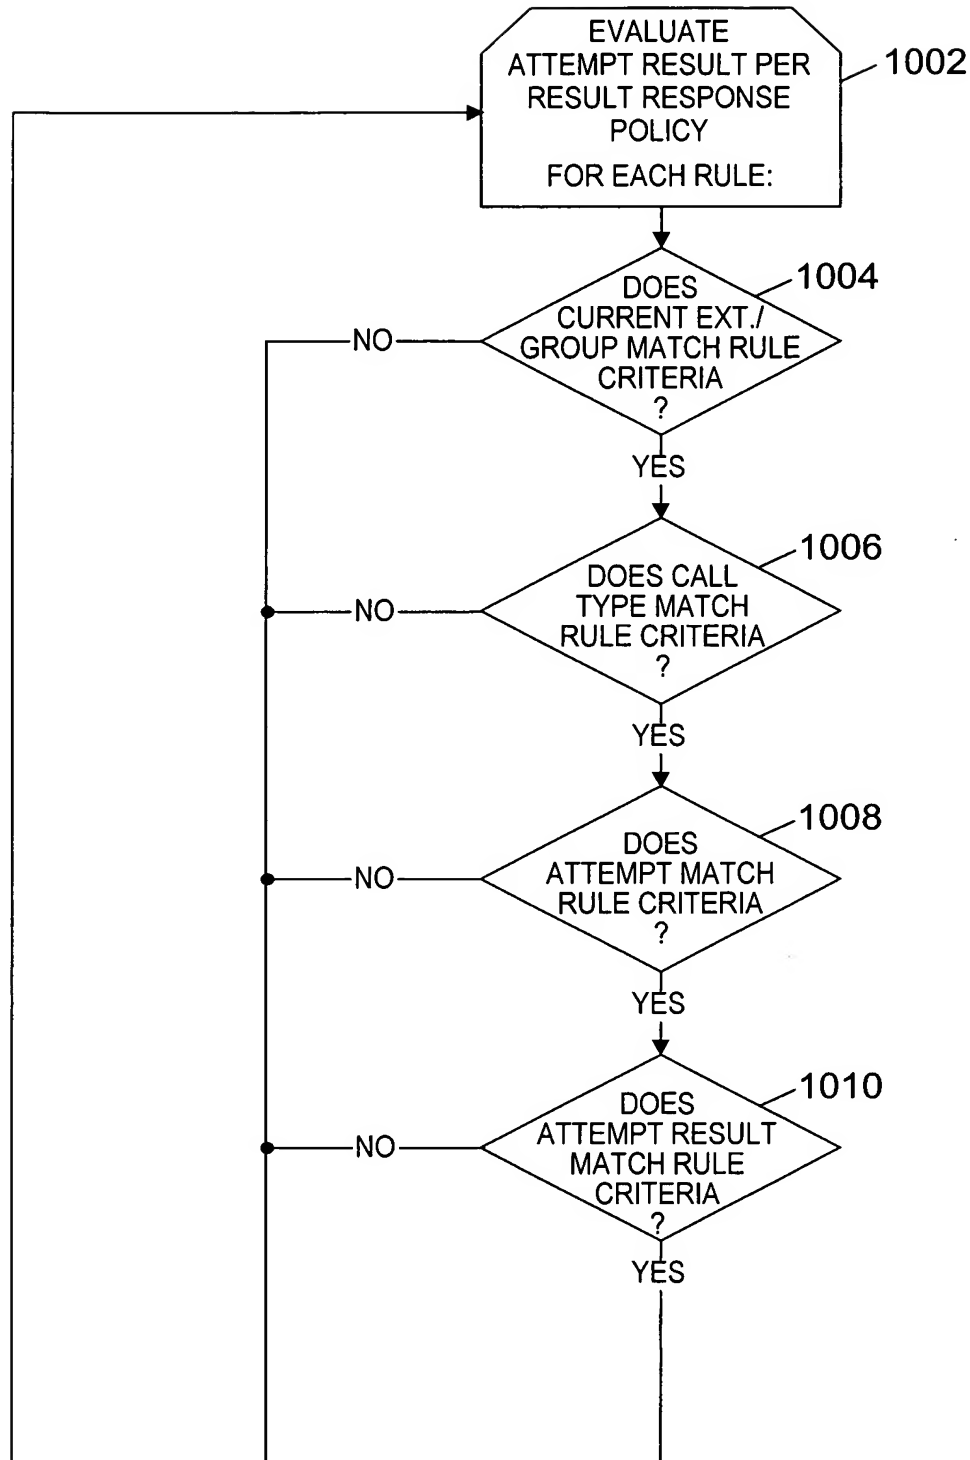 EVALUATE
ATTEMPT RESULT PER
RESULT RESPONSE
POLICY
FOR EACH RULE:
1002
DOES
CURRENT EXT./
GROUP MATCH RULE
CRITERIA
?
1004
NO
YES
DOES CALL
TYPE MATCH
RULE CRITERIA
?
1006
NO
YES
DOES
ATTEMPT MATCH
RULE CRITERIA
?
1008
NO
YES
DOES
ATTEMPT RESULT
MATCH RULE
CRITERIA
?
1010
NO
YES